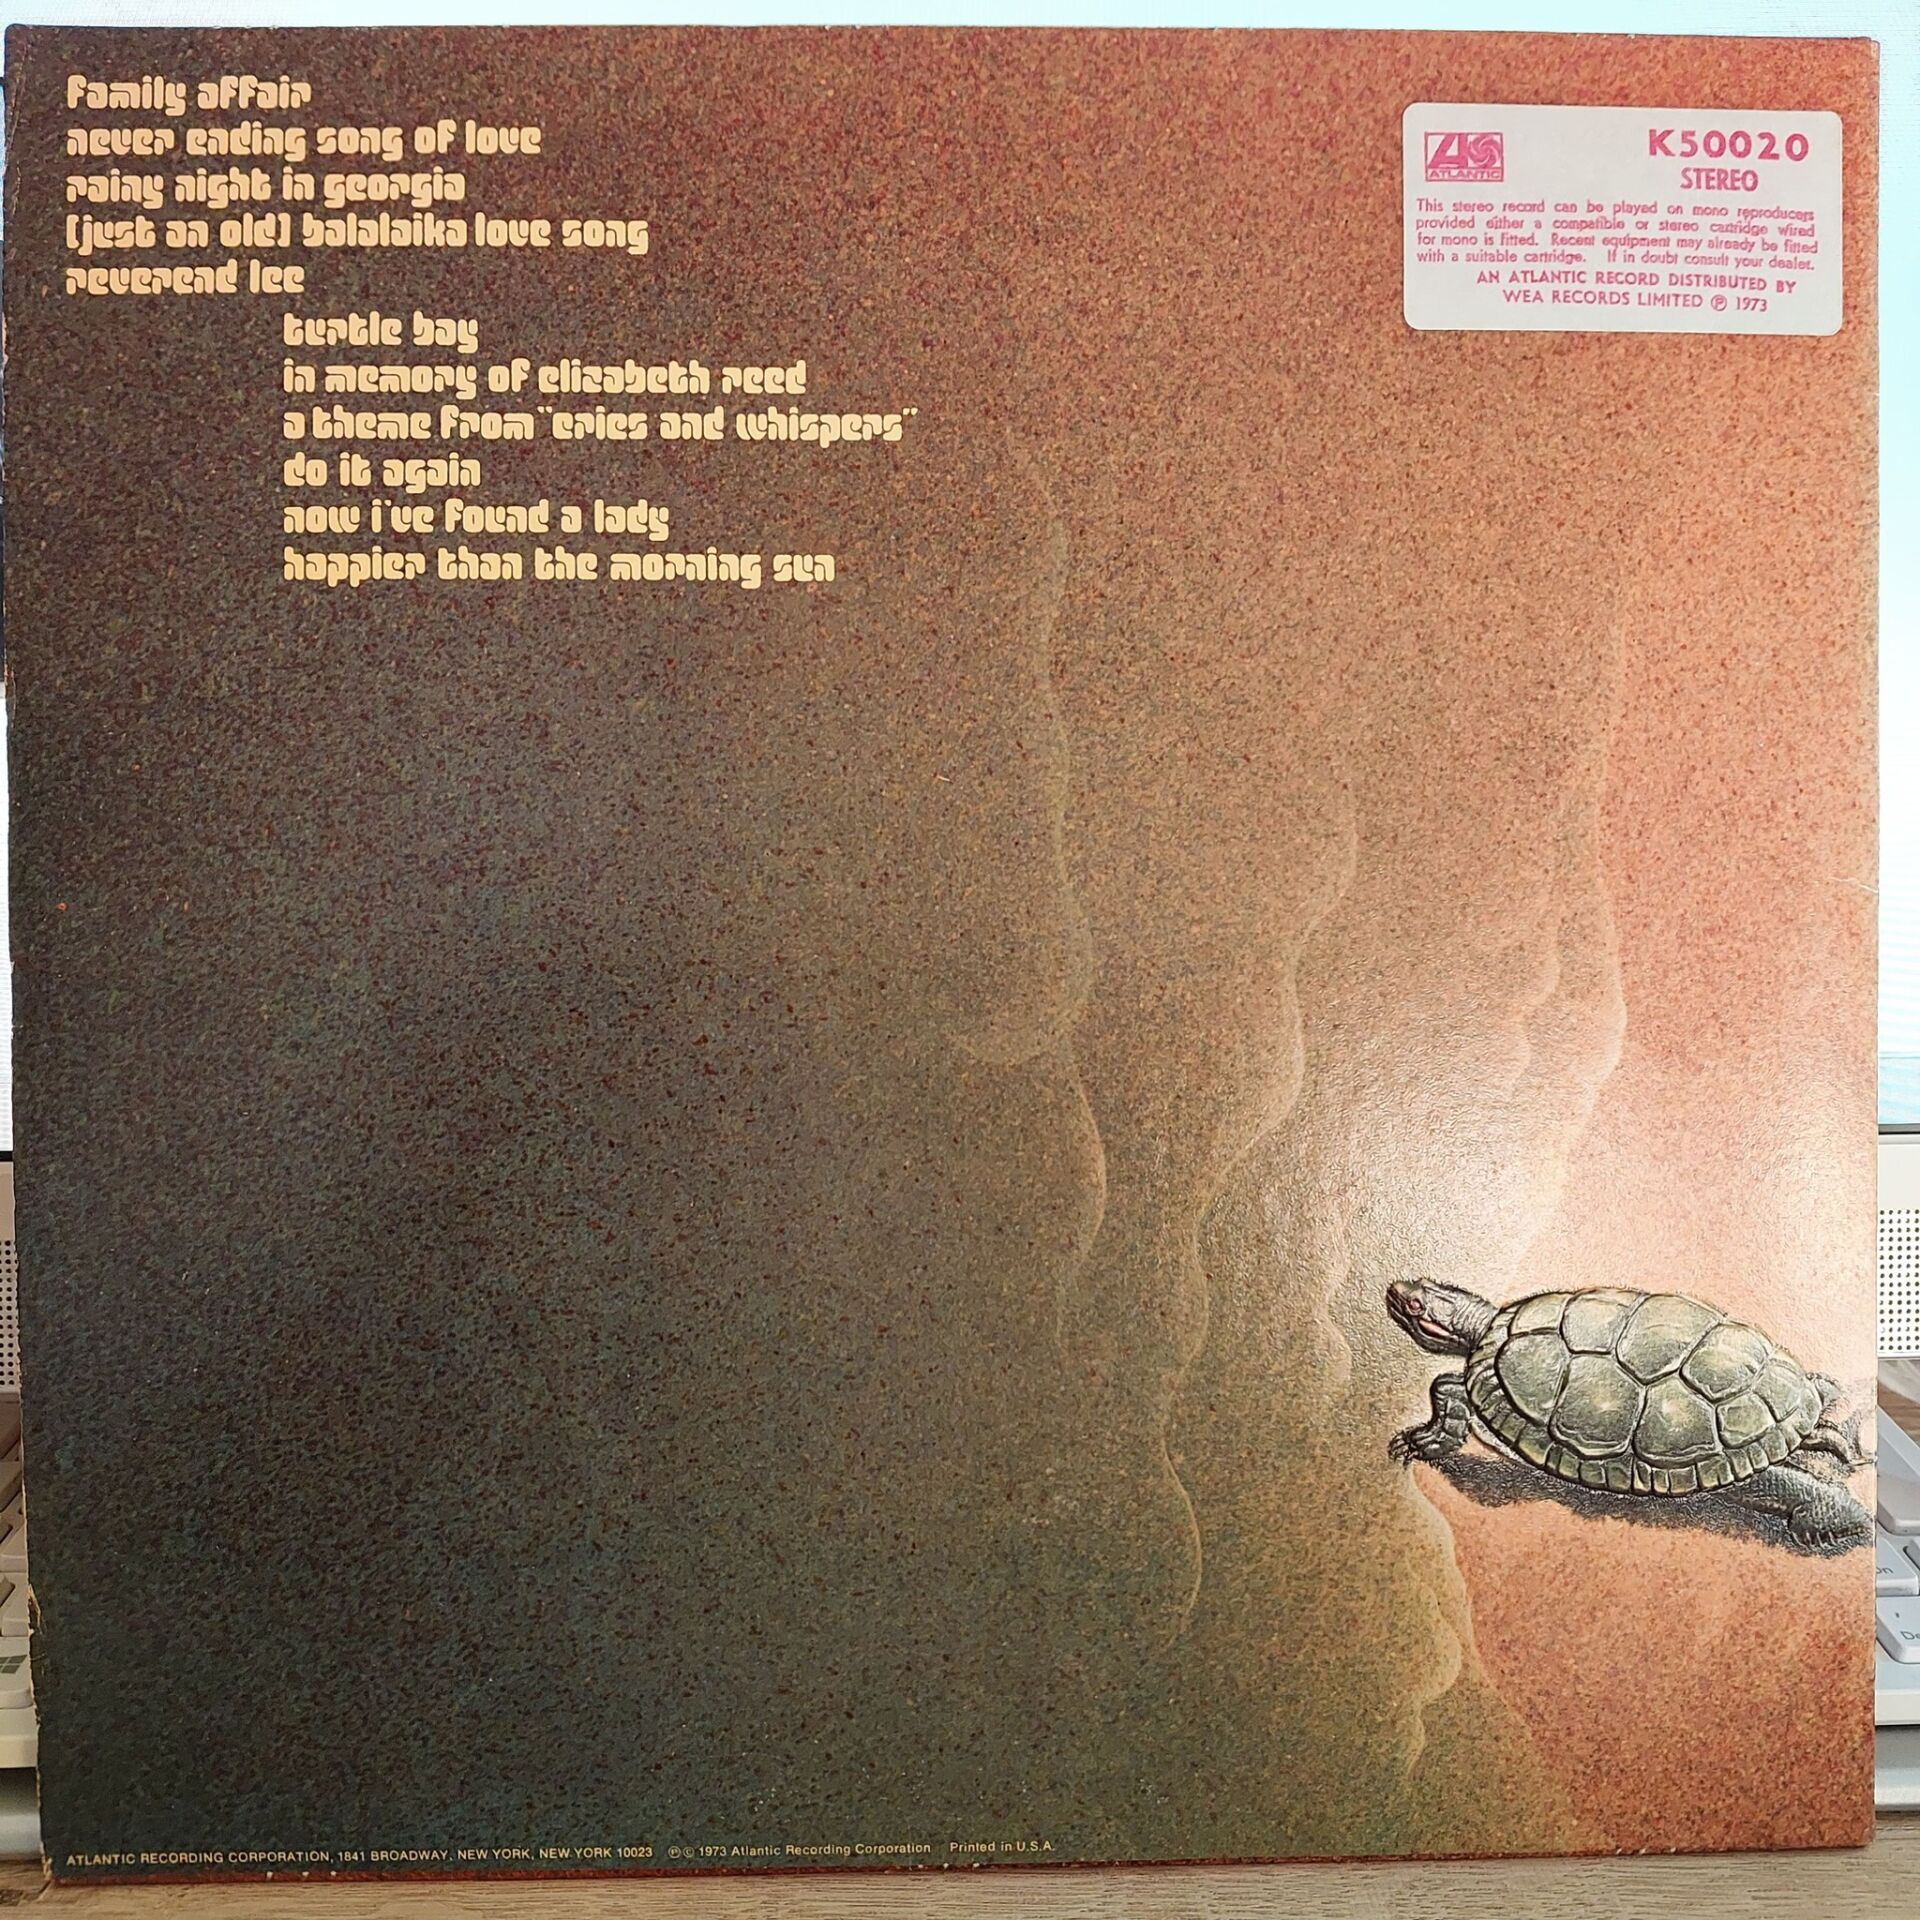 family affair
never ending song of love
rainy night in georgia
(just an old) balalaika love song
reverend lee
turtle bay
in memory of elizabeth reed
a theme from "cries and whispers"
do it again
now i've found a lady
happier than the morning sun
ATLANTIC
K50020
STEREO
This stereo record can be played on mono reproducers
provided either a compatible or stereo cartridge wired
for mono is fitted. Recent equipment may already be fitted
with a suitable cartridge. If in doubt consult your dealer.
AN ATLANTIC RECORD DISTRIBUTED BY
WEA RECORDS LIMITED ℗ 1973
ATLANTIC RECORDING CORPORATION, 1841 BROADWAY, NEW YORK, NEW YORK 10023 ℗ © 1973 Atlantic Recording Corporation Printed in U.S.A.